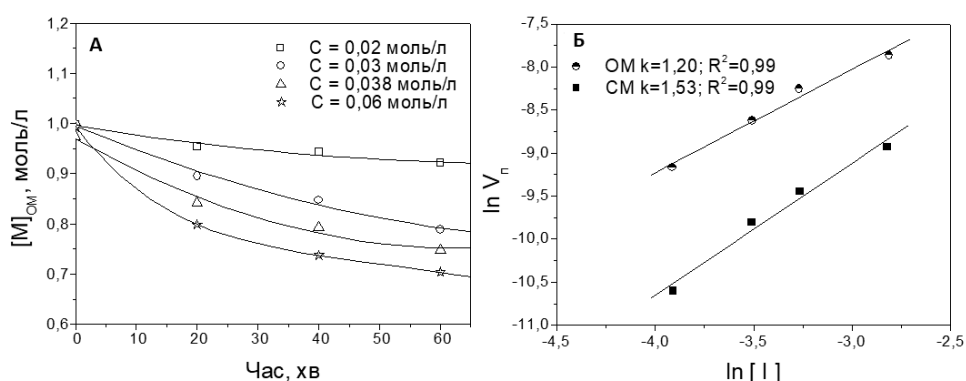 А
C = 0,02 моль/л
C = 0,03 моль/л
C = 0,038 моль/л
C = 0,06 моль/л
[M]ОМ, моль/л
1,2
1,1
1,0
0,9
0,8
0,7
0,6
0 10 20 30 40 50 60
Час, хв
Б
ОМ k=1,20; R²=0,99
СМ k=1,53; R²=0,99
ln Vп
-7,5
-8,0
-8,5
-9,0
-9,5
-10,0
-10,5
-11,0
-4,5 -4,0 -3,5 -3,0 -2,5
ln [ I ]